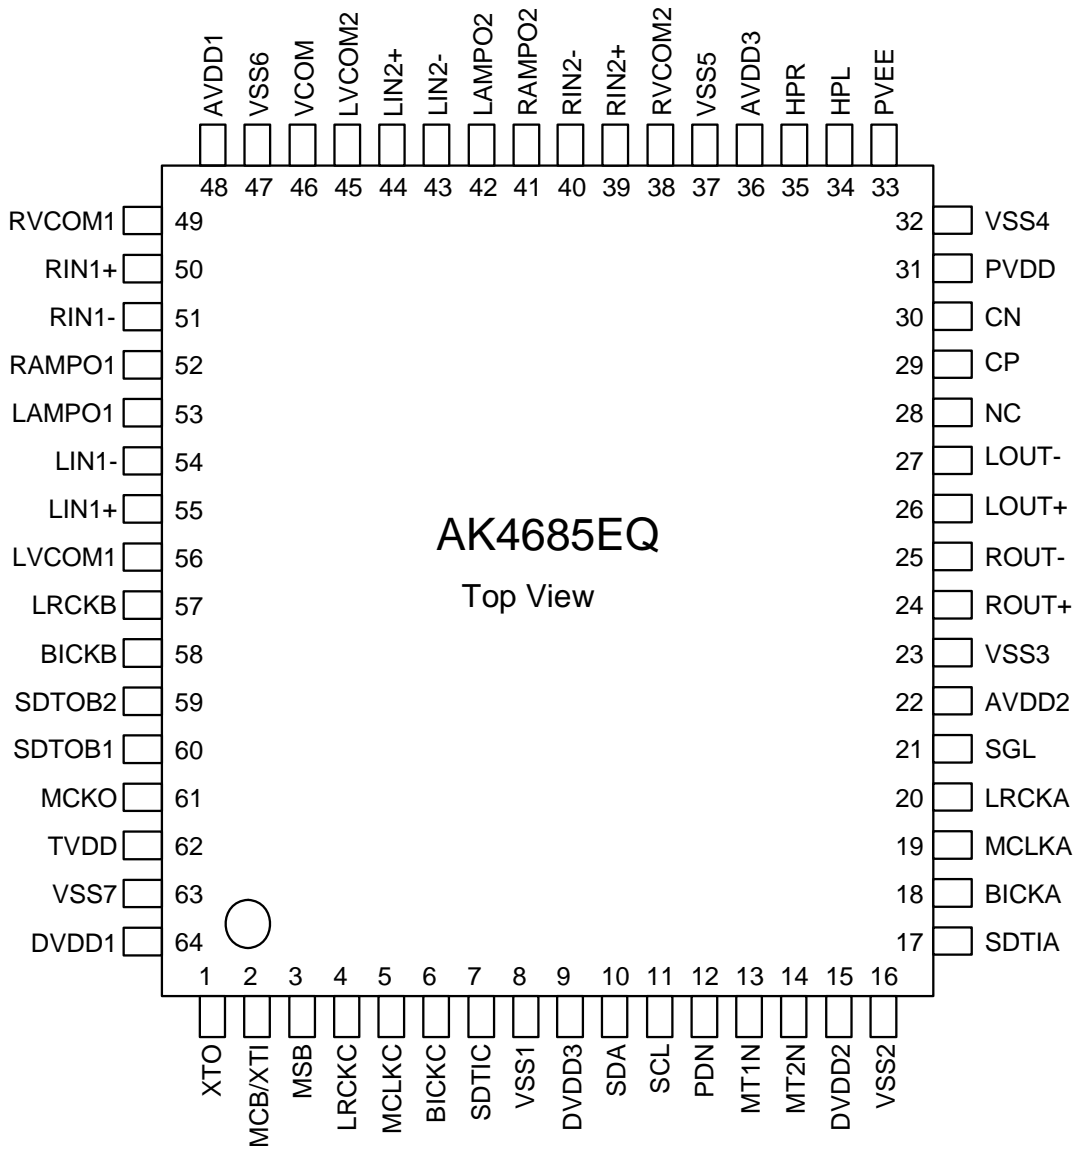 AVDD1
VSS6
VCOM
LVCOM2
LIN2+
LIN2-
LAMPO2
RAMPO2
RIN2-
RIN2+
RVCOM2
VSS5
AVDD3
HPR
HPL
PVEE
48 47 46 45 44 43 42 41 40 39 38 37 36 35 34 33
RVCOM1 49 32 VSS4
RIN1+ 50 31 PVDD
RIN1- 51 30 CN
RAMPO1 52 29 CP
LAMPO1 53 28 NC
LIN1- 54 27 LOUT-
LIN1+ 55 26 LOUT+
AK4685EQ
LVCOM1 56 25 ROUT-
Top View
LRCKB 57 24 ROUT+
BICKB 58 23 VSS3
SDTOB2 59 22 AVDD2
SDTOB1 60 21 SGL
MCKO 61 20 LRCKA
TVDD 62 19 MCLKA
VSS7 63 18 BICKA
DVDD1 64 17 SDTIA
1 2 3 4 5 6 7 8 9 10 11 12 13 14 15 16
XTO
MCB/XTI
MSB
LRCKC
MCLKC
BICKC
SDTIC
VSS1
DVDD3
SDA
SCL
PDN
MT1N
MT2N
DVDD2
VSS2